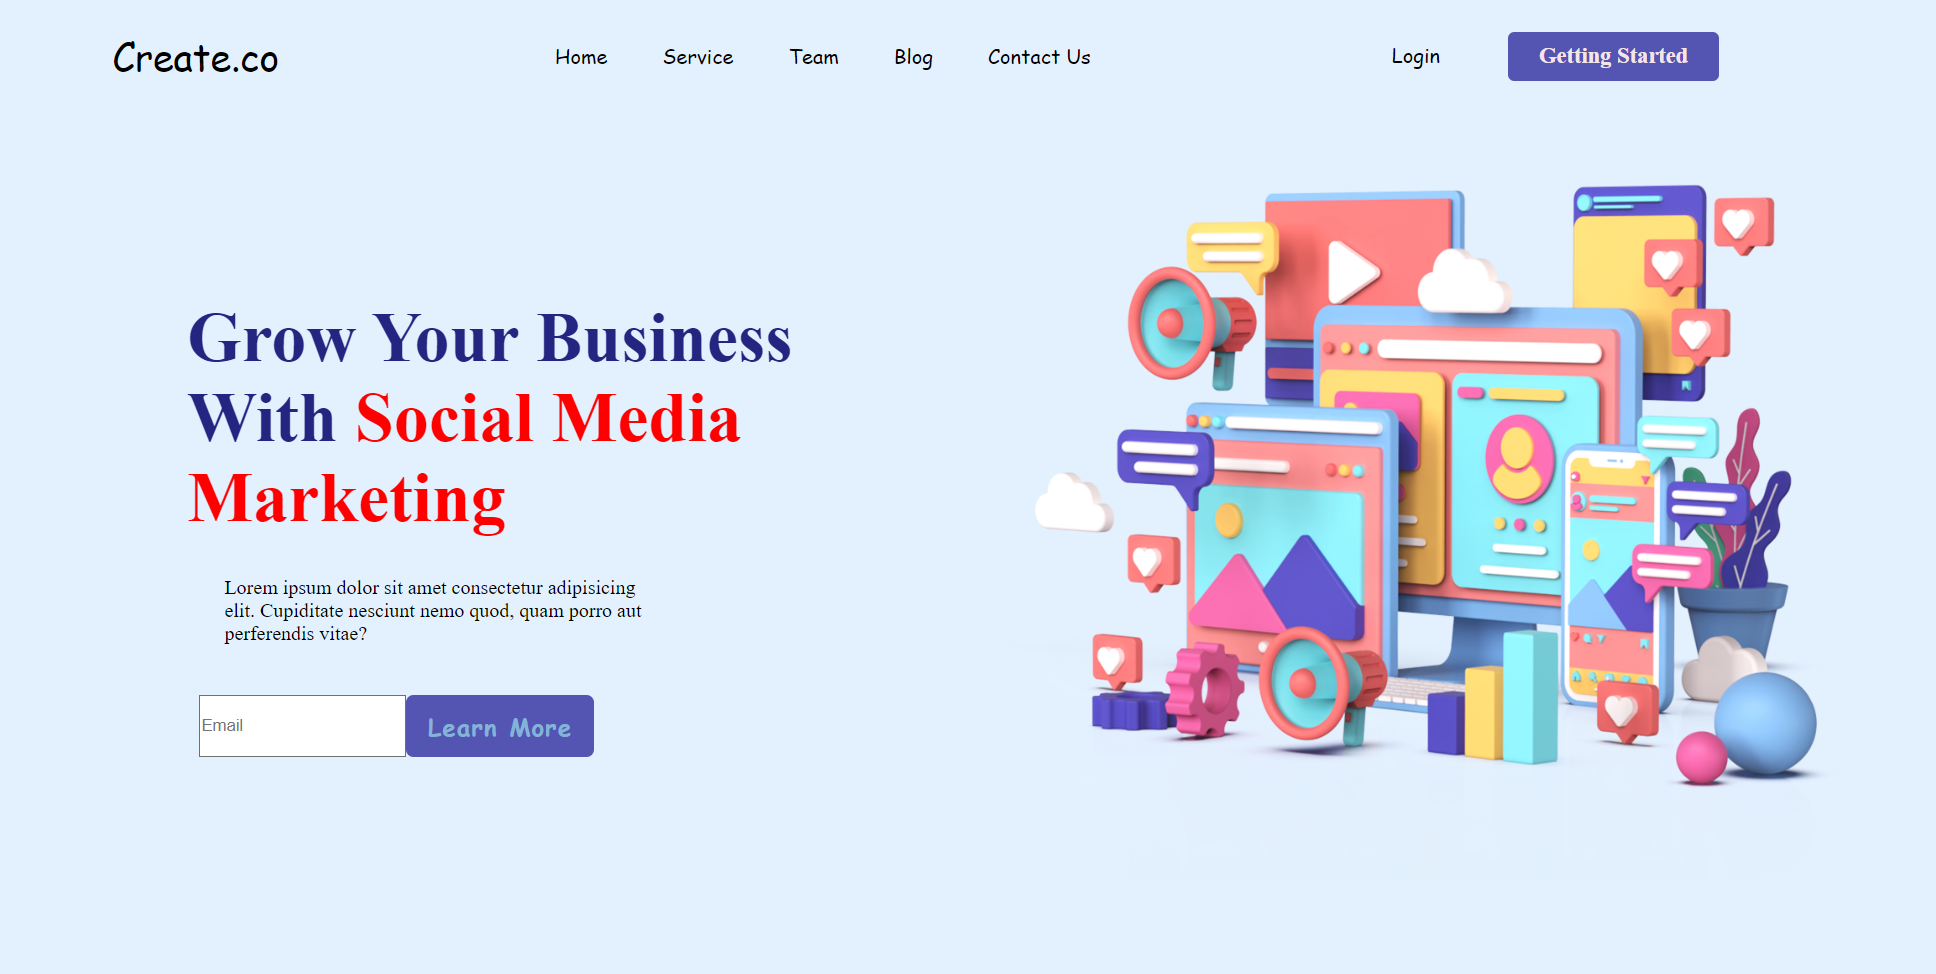 Create.co
Home Service Team Blog Contact Us Login Getting Started
Grow Your Business
With Social Media
Marketing
Lorem ipsum dolor sit amet consectetur adipisicing
elit. Cupiditate nesciunt nemo quod, quam porro aut
perferendis vitae?
Email
Learn More